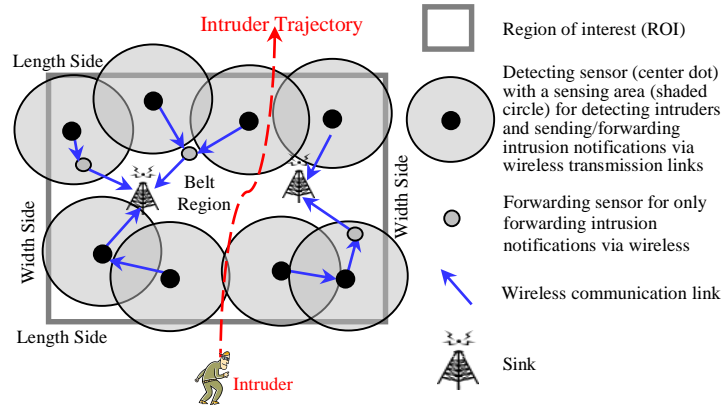 Intruder Trajectory
Length Side
Belt
Region
Width Side
Width Side
Length Side
Intruder
Region of interest (ROI)
Detecting sensor (center dot)
with a sensing area (shaded
circle) for detecting intruders
and sending/forwarding
intrusion notifications via
wireless transmission links
Forwarding sensor for only
forwarding intrusion
notifications via wireless
Wireless communication link
Sink